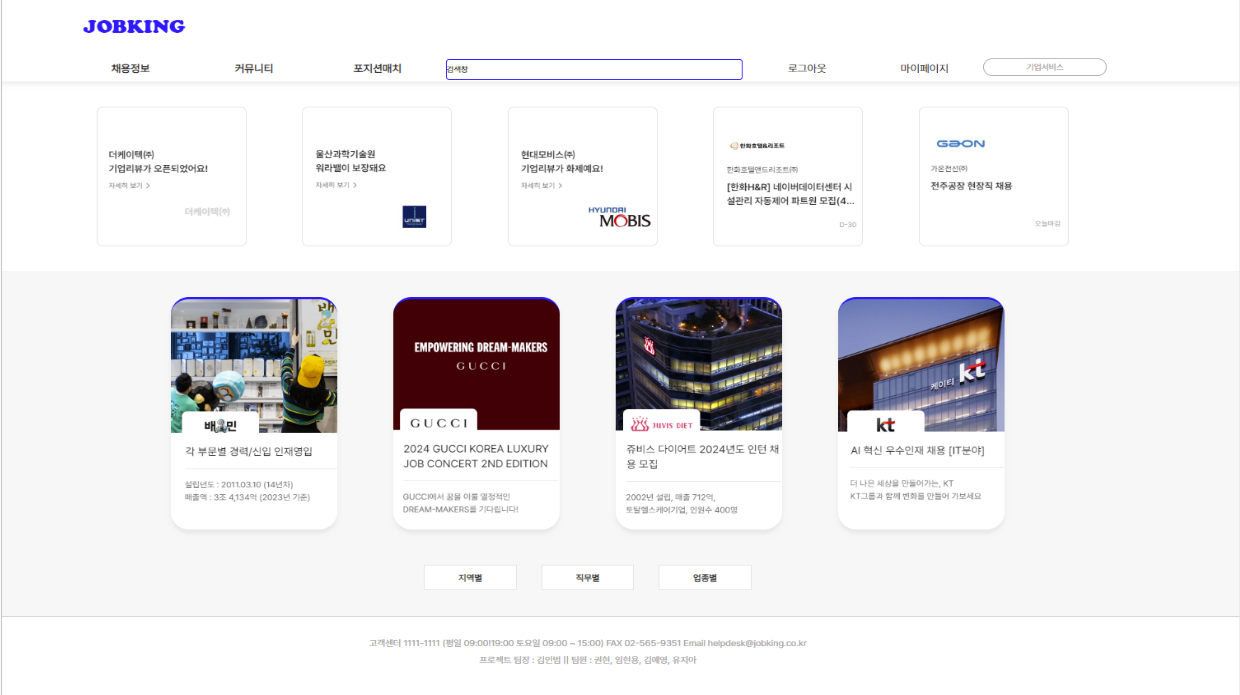 JOBKING
채용정보
커뮤니티
포지션매치
검색창
로그아웃
마이페이지
기업서비스
더케이텍㈜
기업리뷰가 오픈되었어요!
자세히 보기 >
더케이텍㈜
울산과학기술원
워라밸이 보장돼요
자세히 보기 >
UNIST
현대모비스㈜
기업리뷰가 화제예요!
자세히 보기 >
HYUNDAI
MOBIS
한화호텔&리조트
한화호텔앤드리조트㈜
[한화H&R] 네이버데이터센터 시
설관리 자동제어 파트원 모집(4...
D-30
GAON
가온전선㈜
전주공장 현장직 채용
오늘마감
배민
각 부문별 경력/신입 인재영입
설립년도 : 2011.03.10 (14년차)
매출액 : 3조 4,134억 (2023년 기준)
EMPOWERING DREAM-MAKERS
GUCCI
GUCCI
2024 GUCCI KOREA LUXURY
JOB CONCERT 2ND EDITION
GUCCI에서 꿈을 이룰 열정적인
DREAM-MAKERS를 기다립니다!
JUVIS DIET
쥬비스 다이어트 2024년도 인턴 채
용 모집
2002년 설립, 매출 712억,
토탈헬스케어기업, 인원수 400명
케이티 kt
kt
AI 혁신 우수인재 채용 [IT분야]
더 나은 세상을 만들어가는, KT
KT그룹과 함께 변화를 만들어 가보세요
지역별
직무별
업종별
고객센터 1111-1111 (평일 09:00!19:00 토요일 09:00 ~ 15:00) FAX 02-565-9351 Email helpdesk@jobking.co.kr
프로젝트 팀장 : 김인범 || 팀원 : 권현, 임현용, 김예영, 유지아